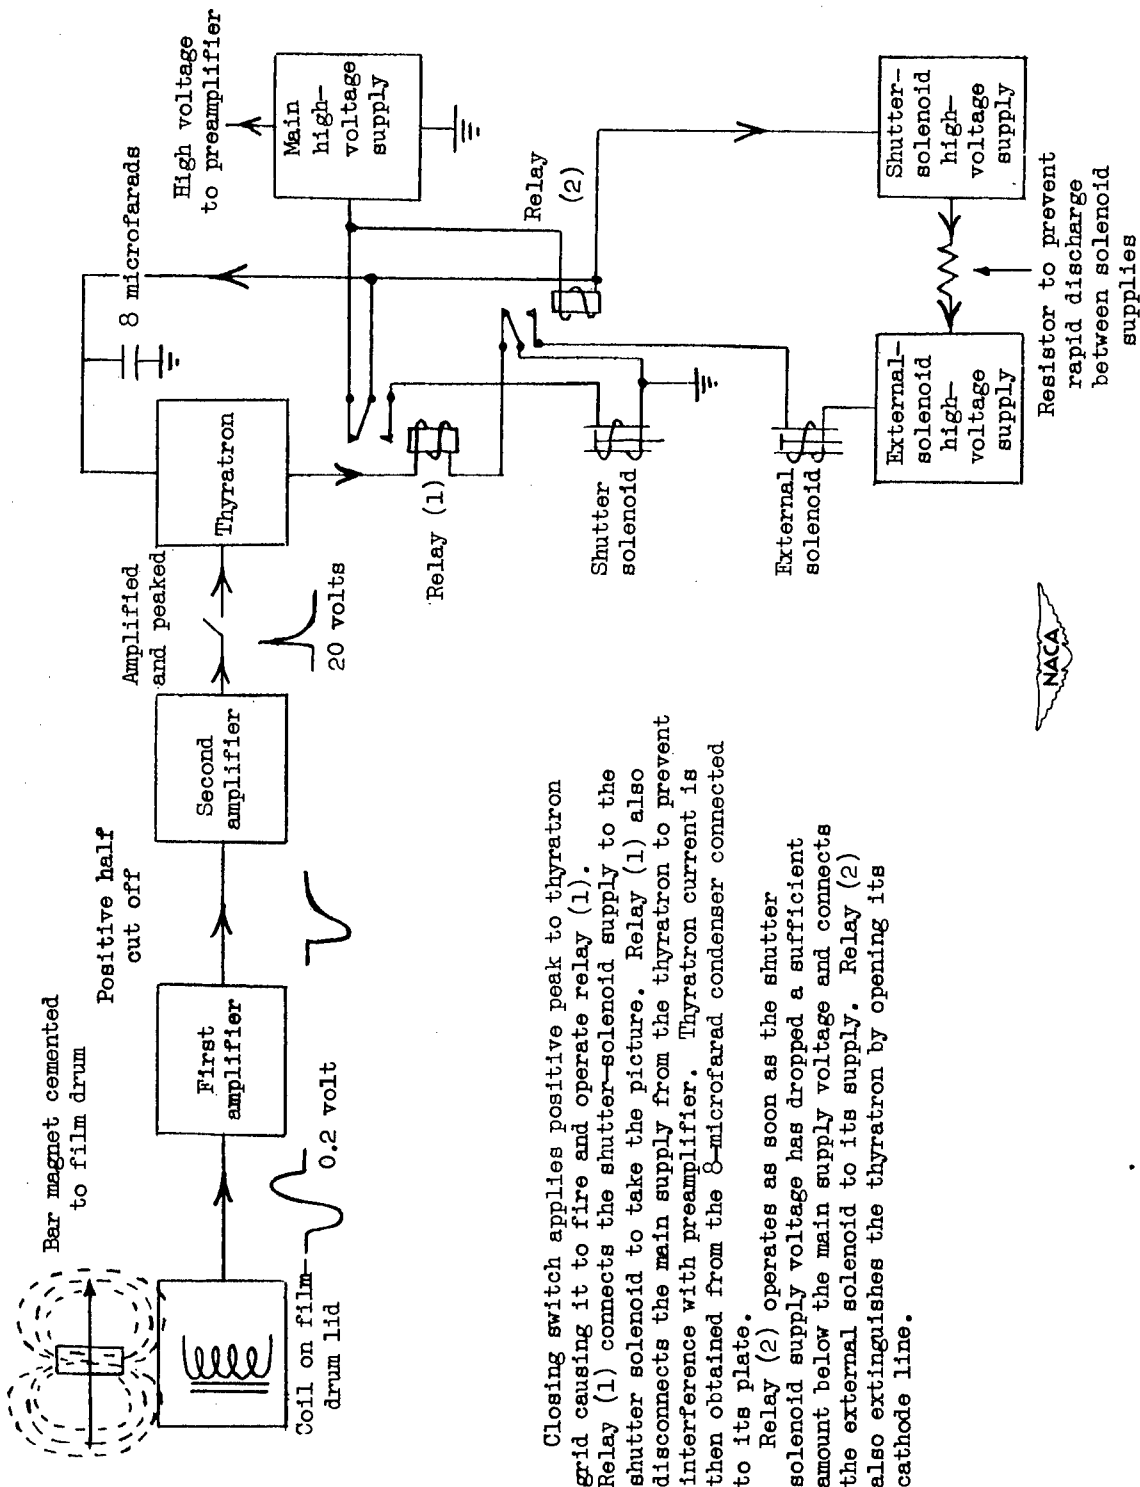 Bar magnet cemented
to film drum
Coil on film–
drum lid
0.2 volt
First
amplifier
Positive half
cut off
Second
amplifier
Amplified
and peaked
20 volts
Thyratron
8 microfarads
High voltage
to preamplifier
Main
high–
voltage
supply
Relay (1)
Relay
(2)
Shutter
solenoid
External
solenoid
Shutter–
solenoid
high–
voltage
supply
External–
solenoid
high–
voltage
supply
Resistor to prevent
rapid discharge
between solenoid
supplies
Closing switch applies positive peak to thyratron
grid causing it to fire and operate relay (1).
Relay (1) connects the shutter–solenoid supply to the
shutter solenoid to take the picture. Relay (1) also
disconnects the main supply from the thyratron to prevent
interference with preamplifier. Thyratron current is
then obtained from the 8–microfarad condenser connected
to its plate.
Relay (2) operates as soon as the shutter
solenoid supply voltage has dropped a sufficient
amount below the main supply voltage and connects
the external solenoid to its supply. Relay (2)
also extinguishes the thyratron by opening its
cathode line.
NACA